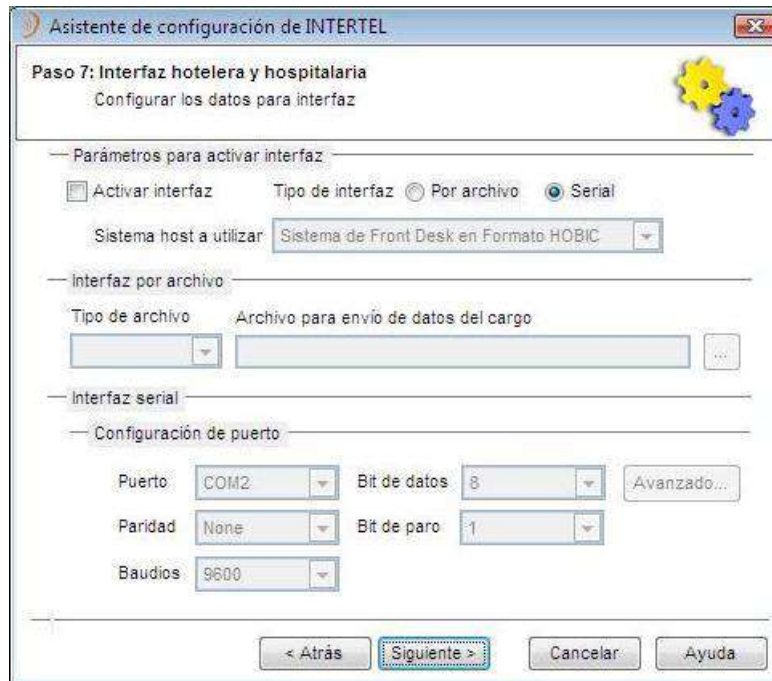 Asistente de configuración de INTERTEL
Paso 7: Interfaz hotelera y hospitalaria
Configurar los datos para interfaz
Parámetros para activar interfaz
Activar interfaz Tipo de interfaz Por archivo Serial
Sistema host a utilizar Sistema de Front Desk en Formato HOBIC
Interfaz por archivo
Tipo de archivo Archivo para envío de datos del cargo
...
Interfaz serial
Configuración de puerto
Puerto COM2 Bit de datos 8 Avanzado...
Paridad None Bit de paro 1
Baudios 9600
< Atrás Siguiente > Cancelar Ayuda